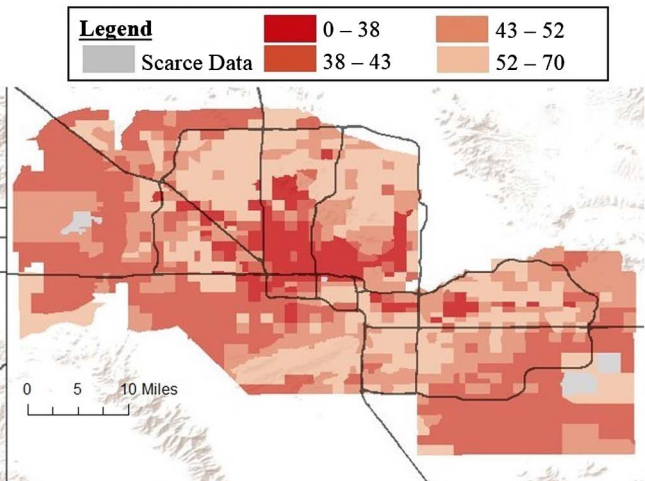 Legend
0 – 38
43 – 52
Scarce Data
38 – 43
52 – 70
0 5 10 Miles